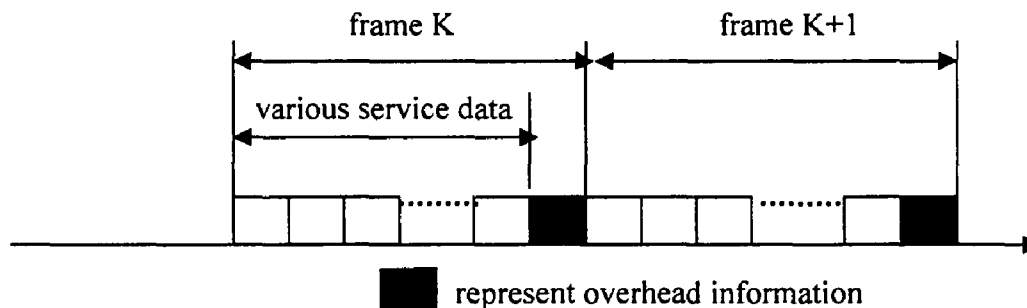 frame K
frame K+1
various service data
represent overhead information